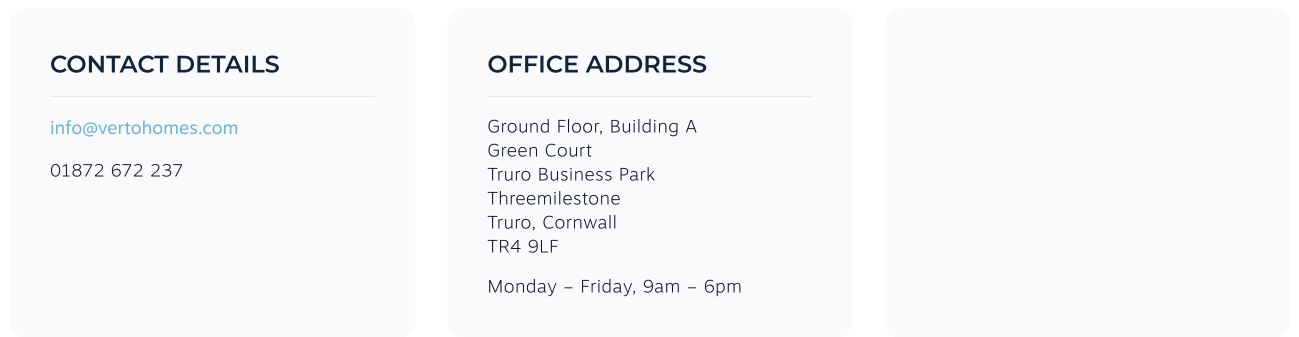 CONTACT DETAILS
info@vertohomes.com
01872 672 237
OFFICE ADDRESS
Ground Floor, Building A
Green Court
Truro Business Park
Threemilestone
Truro, Cornwall
TR4 9LF
Monday – Friday, 9am – 6pm